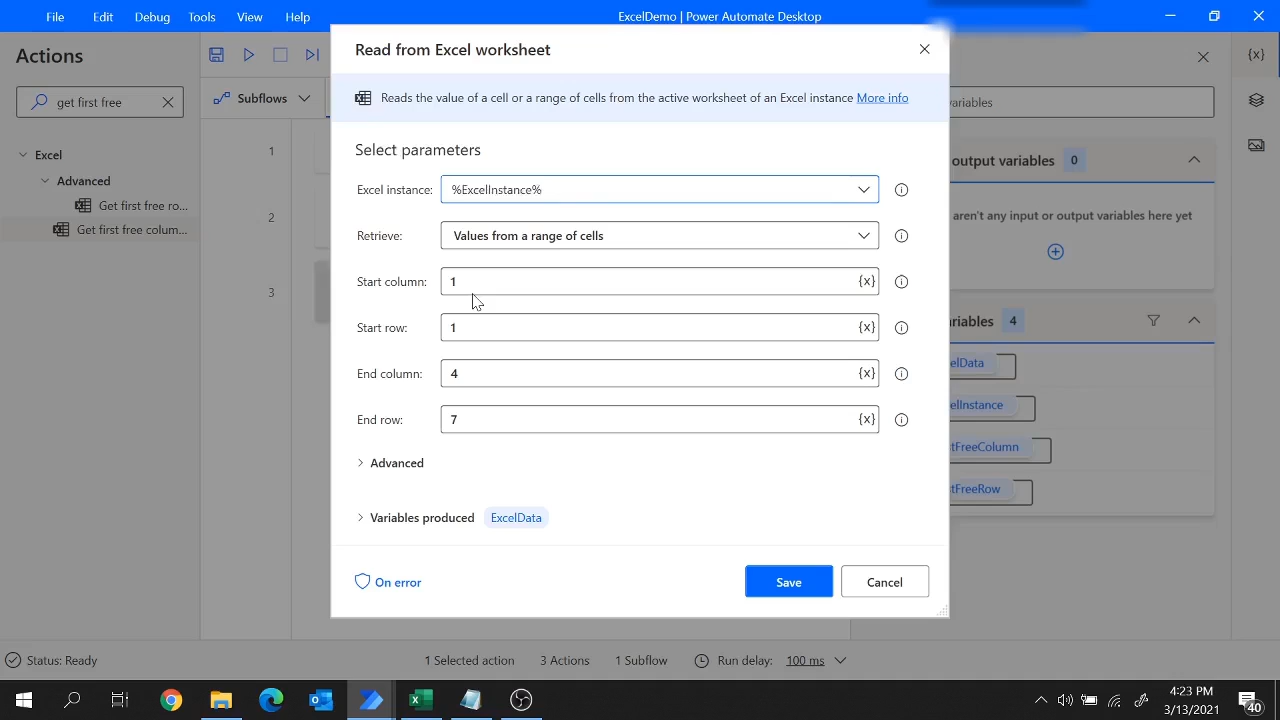 File Edit Debug Tools View Help
ExcelDemo | Power Automate Desktop
Actions
get first free
Excel
Advanced
Get first free ro...
Get first free colum...
Subflows
1
2
3
Read from Excel worksheet
Reads the value of a cell or a range of cells from the active worksheet of an Excel instance More info
Select parameters
Excel instance: %ExcelInstance%
Retrieve: Values from a range of cells
Start column: 1 {x}
Start row: 1 {x}
End column: 4 {x}
End row: 7 {x}
Advanced
Variables produced ExcelData
On error
Save
Cancel
{x}
variables
output variables 0
aren't any input or output variables here yet
riables 4
elData
elInstance
tFreeColumn
tFreeRow
Status: Ready
1 Selected action
3 Actions
1 Subflow
Run delay: 100 ms
4:23 PM
3/13/2021
40